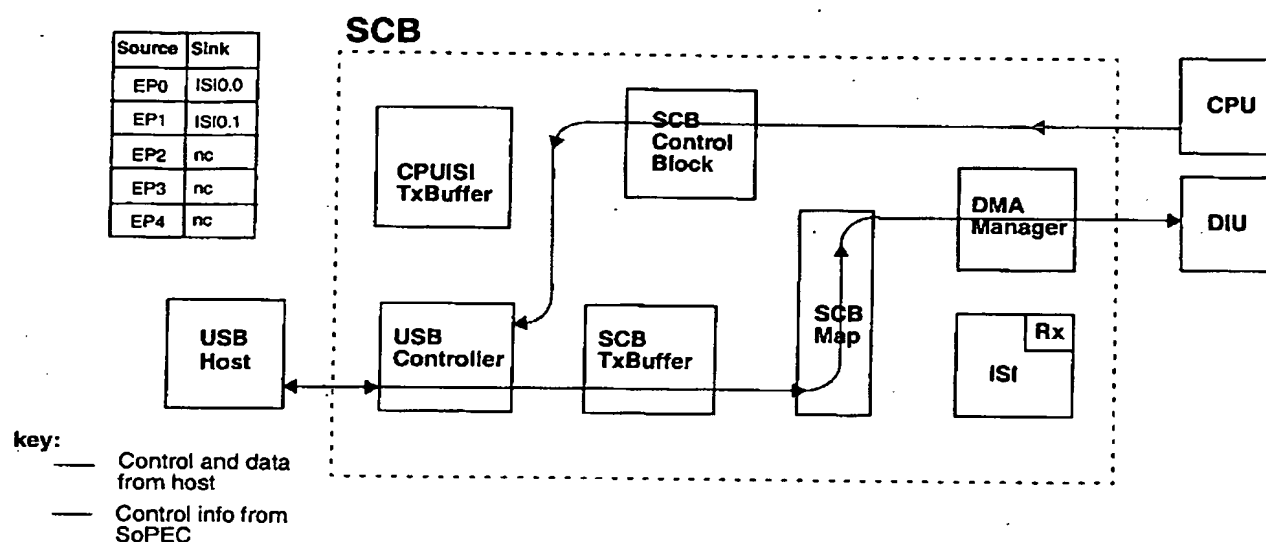 SCB
Source Sink
EP0 ISI0.0
EP1 ISI0.1
EP2 nc
EP3 nc
EP4 nc
CPUISI
TxBuffer
SCB
Control
Block
CPU
DMA
Manager
DIU
USB
Host
USB
Controller
SCB
TxBuffer
SCB
Map
Rx
ISI
key:
Control and data
from host
Control info from
SoPEC